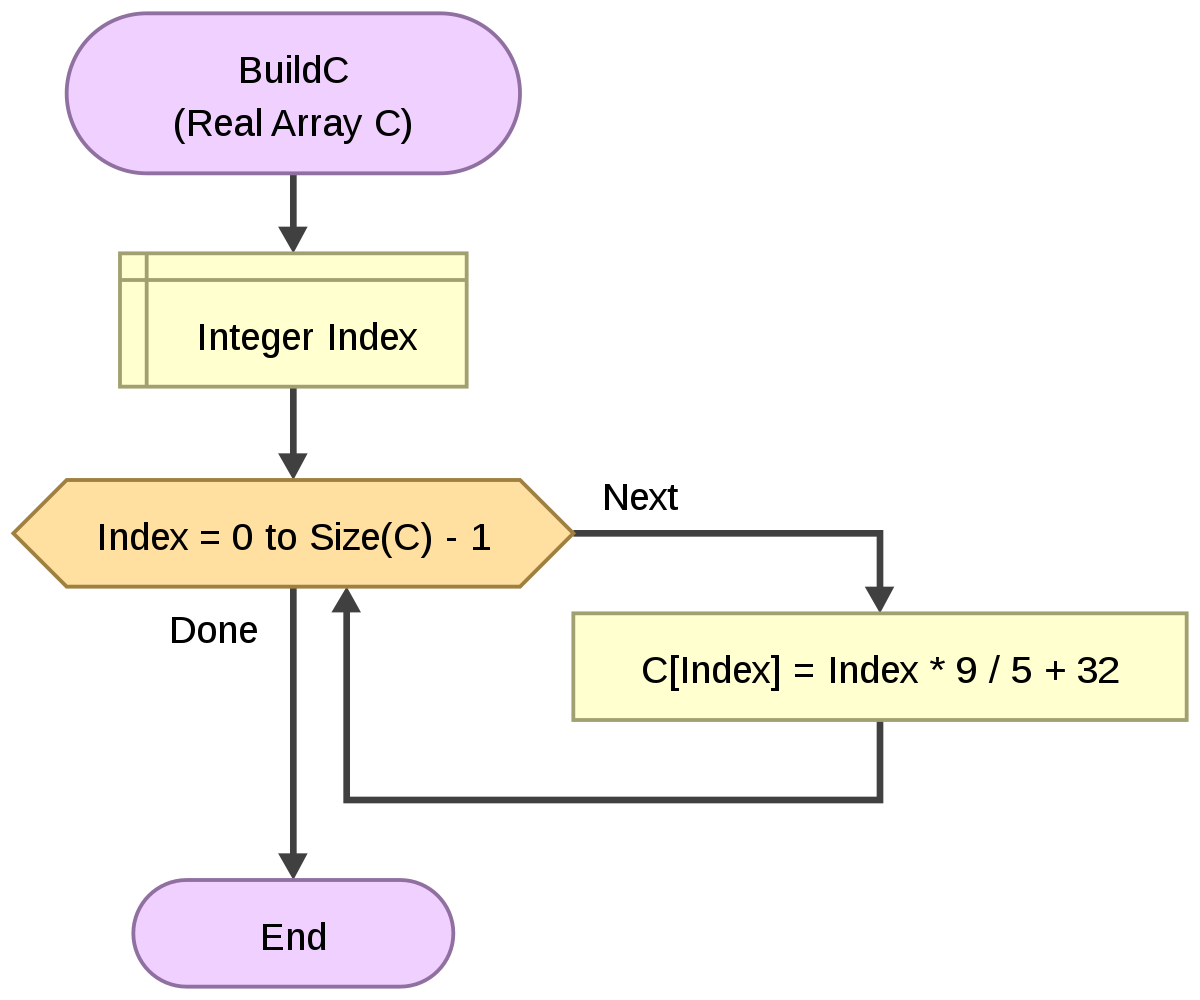 BuildC
(Real Array C)
Integer Index
Index = 0 to Size(C) - 1
Next
Done
C[Index] = Index * 9 / 5 + 32
End